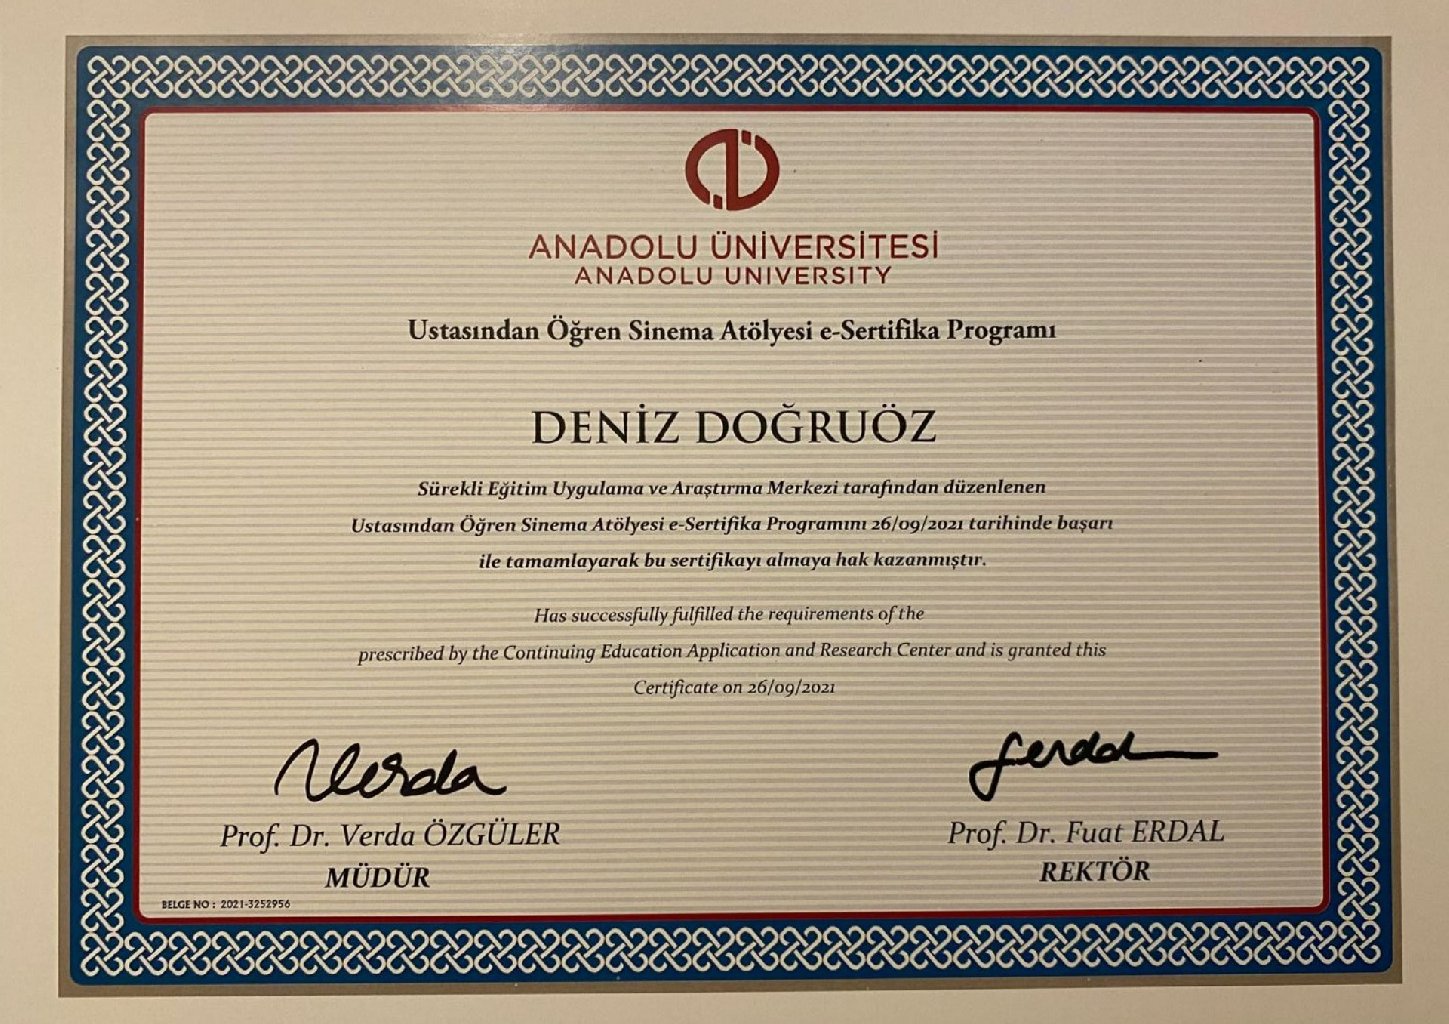 ANADOLU ÜNİVERSİTESİ
ANADOLU UNIVERSITY
Ustasından Öğren Sinema Atölyesi e-Sertifika Programı
DENİZ DOĞRUÖZ
Sürekli Eğitim Uygulama ve Araştırma Merkezi tarafından düzenlenen
Ustasından Öğren Sinema Atölyesi e-Sertifika Programını 26/09/2021 tarihinde başarı
ile tamamlayarak bu sertifikayı almaya hak kazanmıştır.
Has successfully fulfilled the requirements of the
prescribed by the Continuing Education Application and Research Center and is granted this
Certificate on 26/09/2021
Verda
Prof. Dr. Verda ÖZGÜLER
MÜDÜR
ferdal
Prof. Dr. Fuat ERDAL
REKTÖR
BELGE NO : 2021-3252956